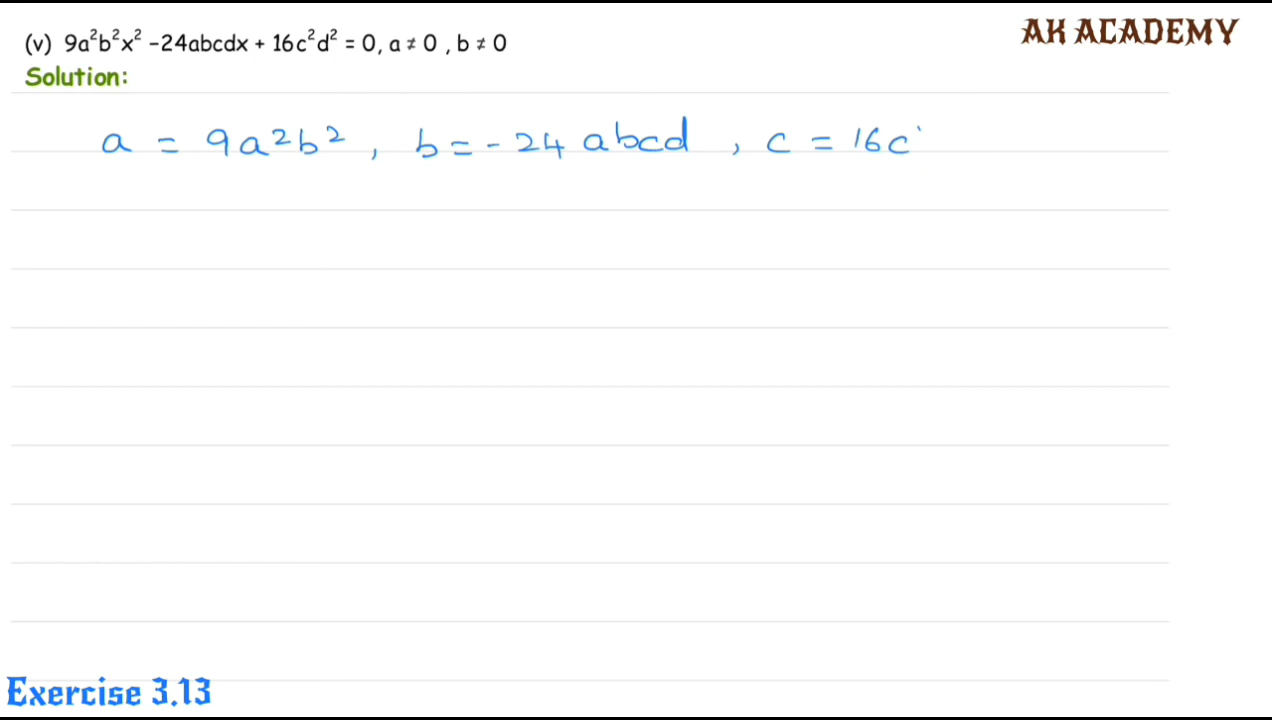 AK ACADEMY
(v) 9a²b²x² -24abcdx + 16c²d² = 0, a ≠ 0 , b ≠ 0
Solution:
a = 9a²b² , b = - 24 abcd , c = 16c
Exercise 3.13